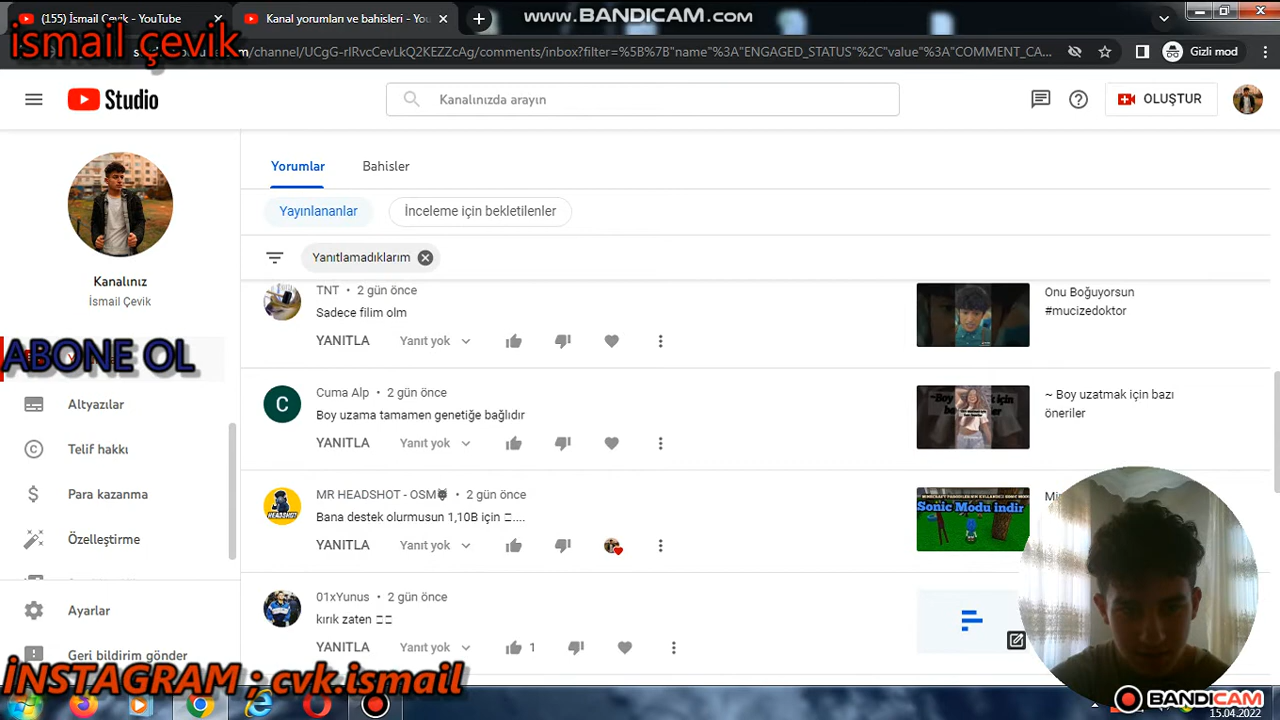 (155) İsmail Çevik - YouTube
Kanal yorumları ve bahisleri - You
www.BANDICAM.com
ismail çevik
/channel/UCgG-rIRvcCevLkQ2KEZZcAg/comments/inbox?filter=%5B%7B"name"%3A"ENGAGED_STAT
value"%3A"COMMENT_CA...
Gizli mod
Studio
Kanalınızda arayın
OLUŞTUR
Kanalınız
İsmail Çevik
ABONE OL
Altyazılar
Telif hakkı
Para kazanma
Özelleştirme
Ayarlar
Geri bildirim gönder
Yorumlar
Bahisler
Yayınlananlar
İnceleme için bekletilenler
Yanıtlamadıklarım
TNT • 2 gün önce
Sadece filim olm
YANITLA Yanıt yok
Onu Boğuyorsun
#mucizedoktor
Cuma Alp • 2 gün önce
C
Boy uzama tamamen genetiğe bağlıdır
YANITLA Yanıt yok
~ Boy uzatmak için bazı
öneriler
MR HEADSHOT - OSM • 2 gün önce
Bana destek olurmusun 1,10B için ....
YANITLA Yanıt yok
HEADSHOT
Sonic Modu indir
01xYunus • 2 gün önce
kırık zaten
YANITLA Yanıt yok 1
İNSTAGRAM ; cvk.ismail
BANDICAM
15.04.2022